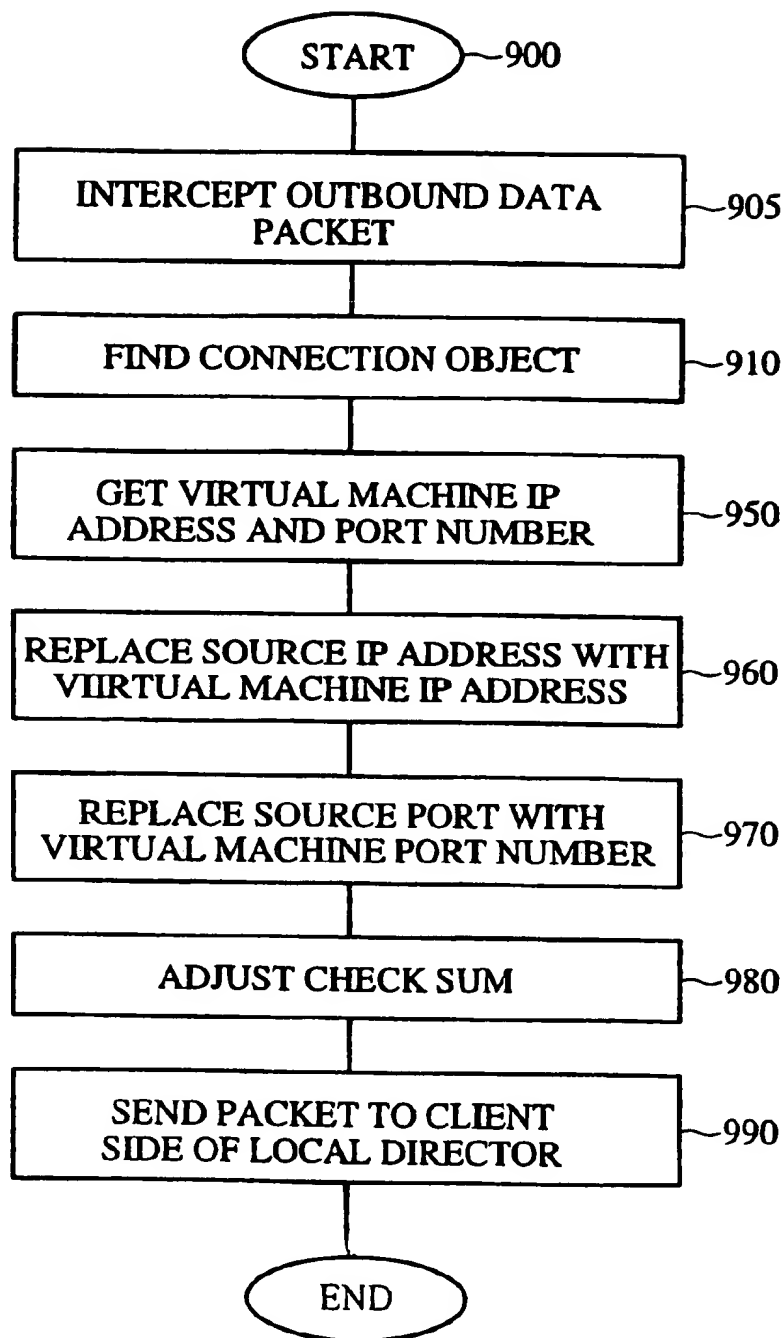 START
900
INTERCEPT OUTBOUND DATA
PACKET
905
FIND CONNECTION OBJECT
910
GET VIRTUAL MACHINE IP
ADDRESS AND PORT NUMBER
950
REPLACE SOURCE IP ADDRESS WITH
VIIRTUAL MACHINE IP ADDRESS
960
REPLACE SOURCE PORT WITH
VIRTUAL MACHINE PORT NUMBER
970
ADJUST CHECK SUM
980
SEND PACKET TO CLIENT
SIDE OF LOCAL DIRECTOR
990
END